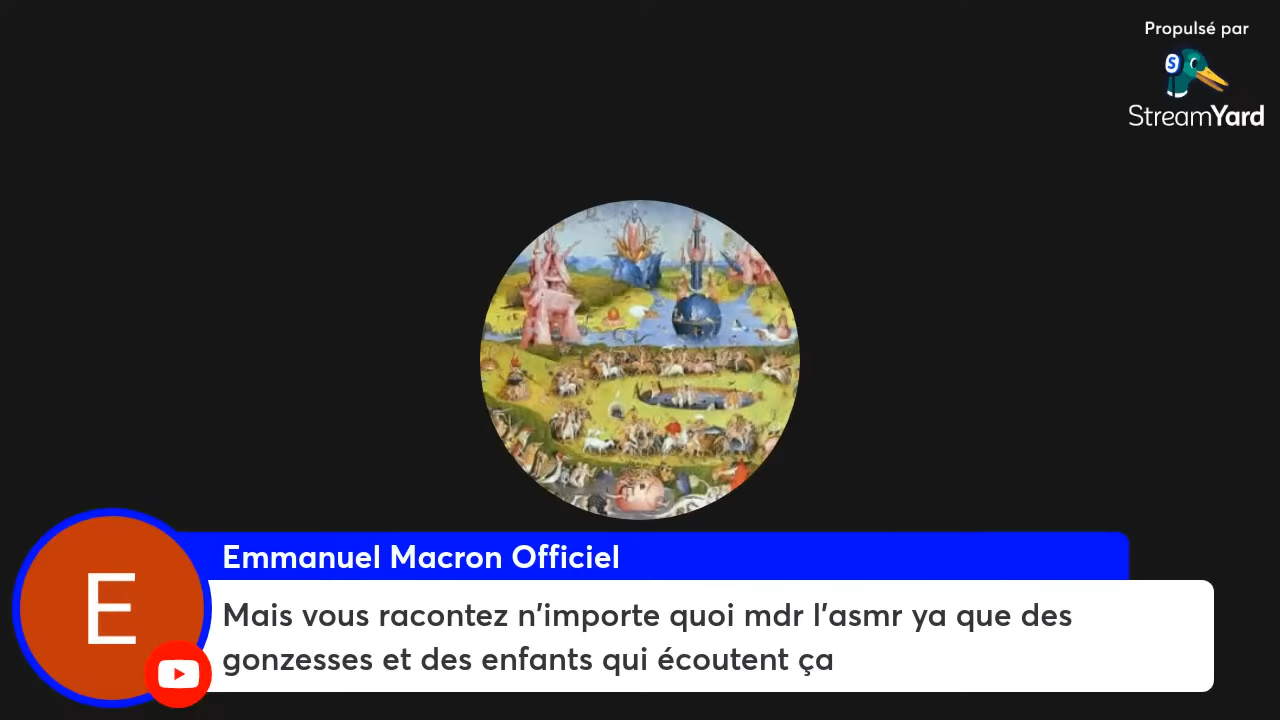 Propulsé par
S
StreamYard
Emmanuel Macron Officiel
E
Mais vous racontez n'importe quoi mdr l'asmr ya que des
gonzesses et des enfants qui écoutent ça